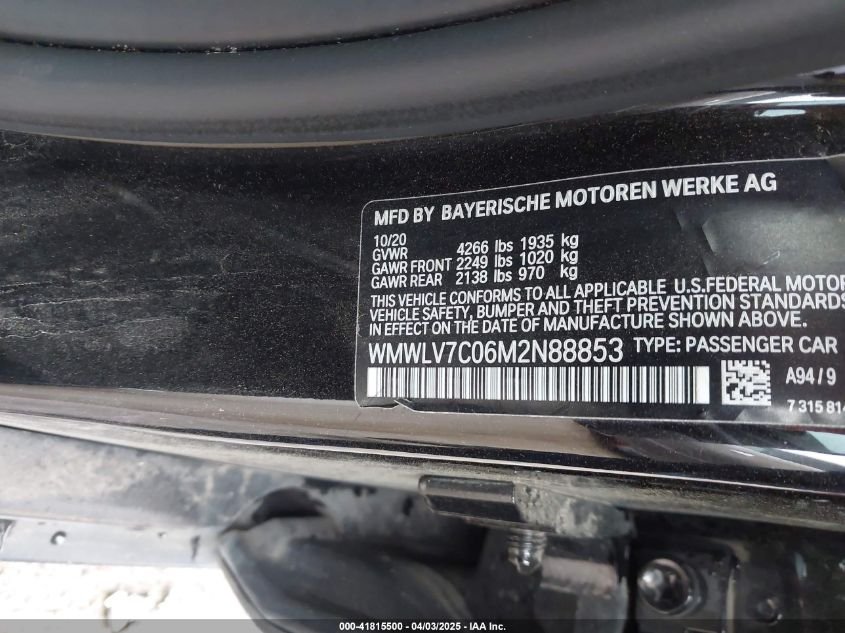 MFD BY BAYERISCHE MOTOREN WERKE AG
10/20
GVWR 4266 lbs 1935 kg
GAWR FRONT 2249 lbs 1020 kg
GAWR REAR 2138 lbs 970 kg
THIS VEHICLE CONFORMS TO ALL APPLICABLE U.S.FEDERAL MOTOR
VEHICLE SAFETY, BUMPER AND THEFT PREVENTION STANDARDS
IN EFFECT ON THE DATE OF MANUFACTURE SHOWN ABOVE.
WMWLV7C06M2N88853 TYPE: PASSENGER CAR
A94/9
7 315 814
000-41815500 - 04/03/2025 - IAA Inc.